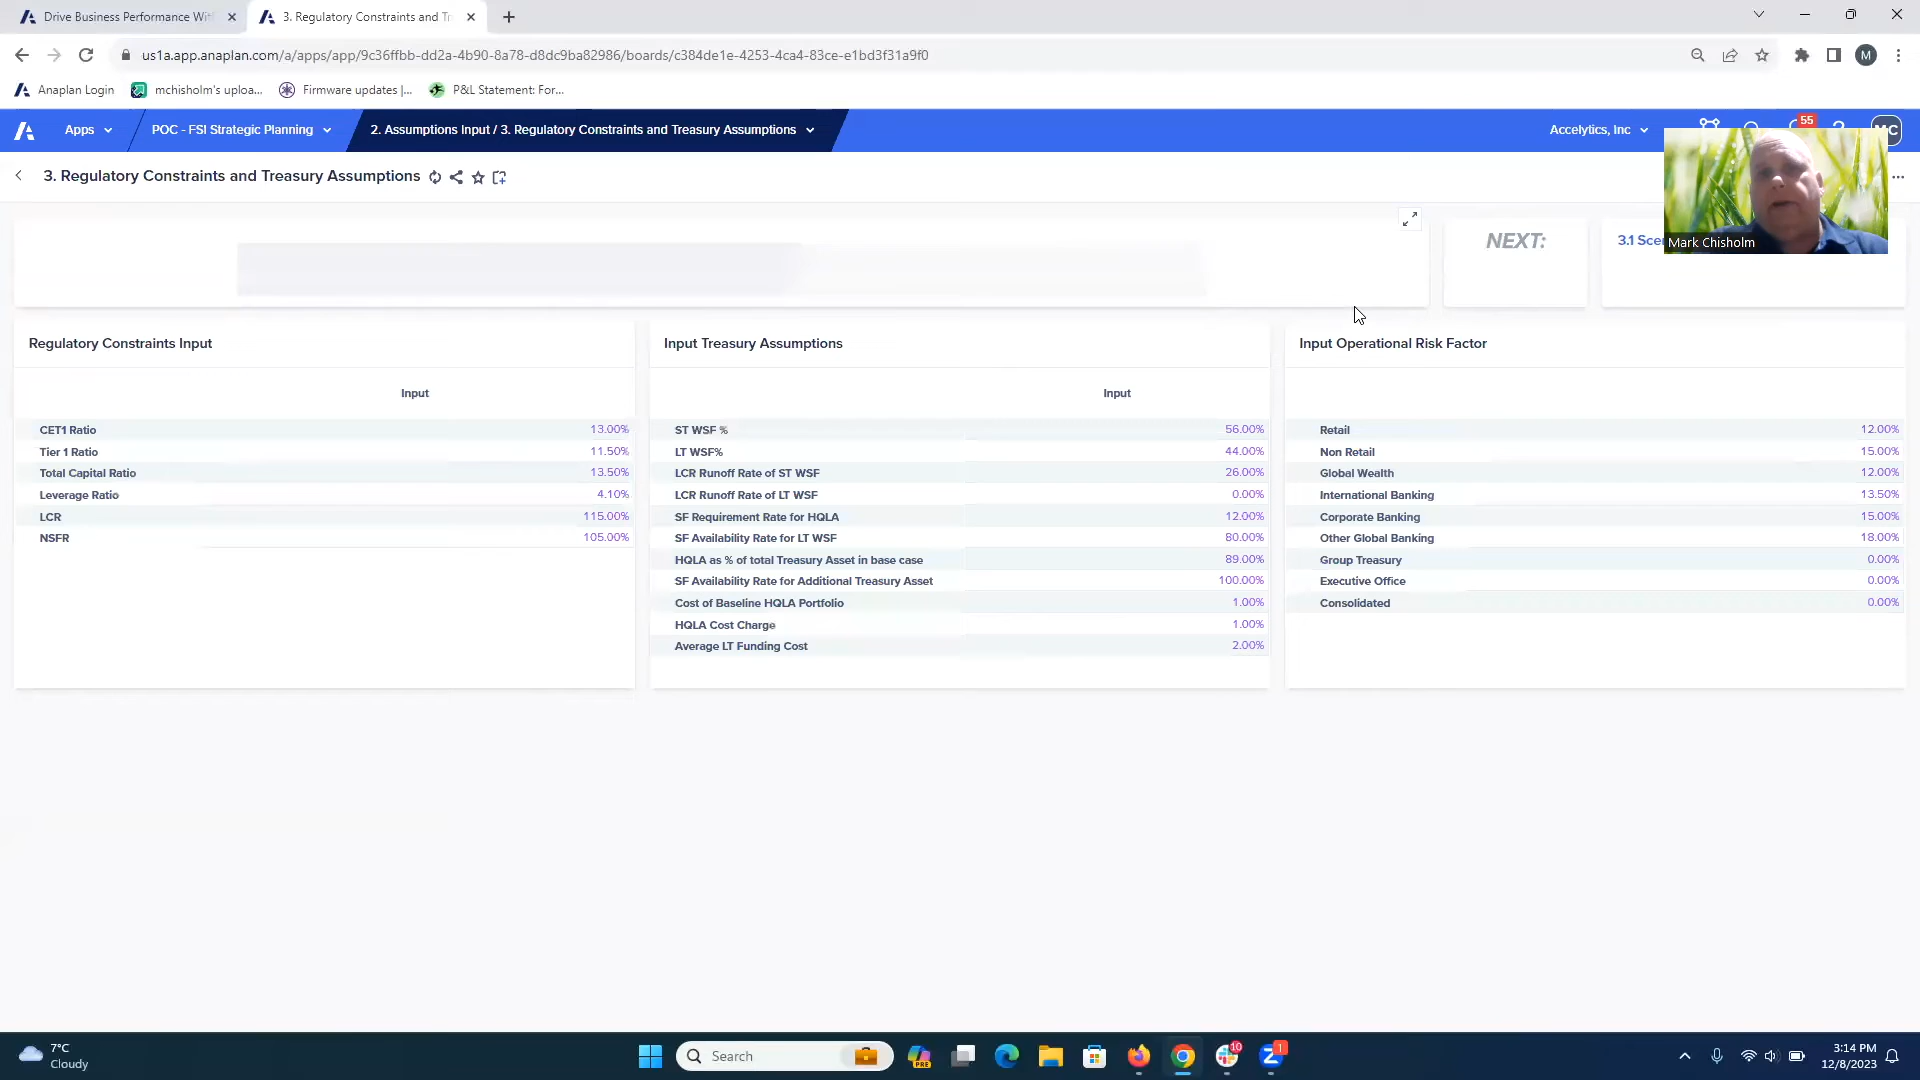 Drive Business Performance With
3. Regulatory Constraints and Tr
us1a.app.anaplan.com/a/apps/app/9c36ffbb-dd2a-4b90-8a78-d8dc9ba82986/boards/c384de1e-4253-4ca4-83ce-e1bd3f31a9f0
M
Anaplan Login
mchisholm's uploa...
Firmware updates |...
P&L Statement: For...
Apps
POC - FSI Strategic Planning
2. Assumptions Input / 3. Regulatory Constraints and Treasury Assumptions
Accelytics, Inc
55
MC
3. Regulatory Constraints and Treasury Assumptions
NEXT:
3.1 Sce
Mark Chisholm
Regulatory Constraints Input
Input
CET1 Ratio 13.00%
Tier 1 Ratio 11.50%
Total Capital Ratio 13.50%
Leverage Ratio 4.10%
LCR 115.00%
NSFR 105.00%
Input Treasury Assumptions
Input
ST WSF % 56.00%
LT WSF% 44.00%
LCR Runoff Rate of ST WSF 26.00%
LCR Runoff Rate of LT WSF 0.00%
SF Requirement Rate for HQLA 12.00%
SF Availability Rate for LT WSF 80.00%
HQLA as % of total Treasury Asset in base case 89.00%
SF Availability Rate for Additional Treasury Asset 100.00%
Cost of Baseline HQLA Portfolio 1.00%
HQLA Cost Charge 1.00%
Average LT Funding Cost 2.00%
Input Operational Risk Factor
Retail 12.00%
Non Retail 15.00%
Global Wealth 12.00%
International Banking 13.50%
Corporate Banking 15.00%
Other Global Banking 18.00%
Group Treasury 0.00%
Executive Office 0.00%
Consolidated 0.00%
7°C
Cloudy
Search
PRE
10
1
3:14 PM
12/8/2023